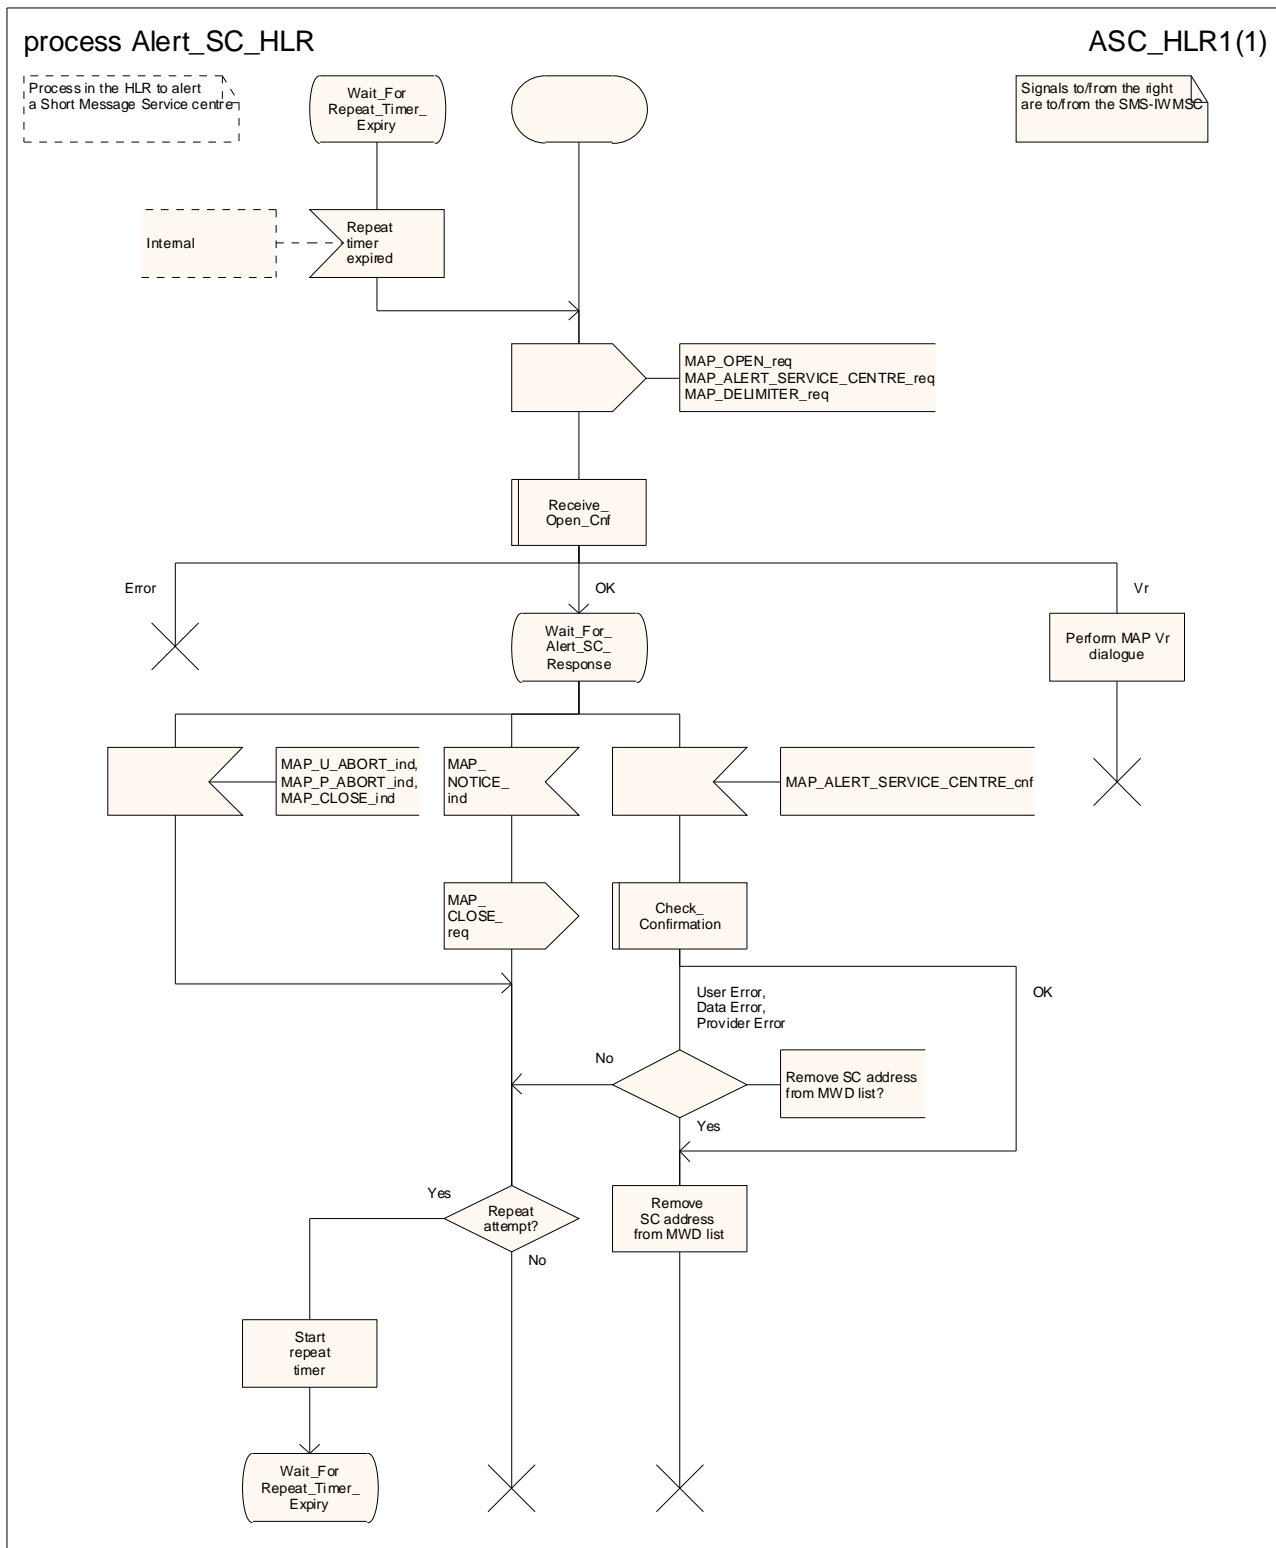 process Alert_SC_HLR
ASC_HLR1(1)
Process in the HLR to alert
a Short Message Service centre
Wait_For
Repeat_Timer_
Expiry
Signals to/from the right
are to/from the SMS-IWMSC
Internal
Repeat
timer
expired
MAP_OPEN_req
MAP_ALERT_SERVICE_CENTRE_req
MAP_DELIMITER_req
Receive_
Open_Cnf
Error
OK
Vr
Wait_For_
Alert_SC_
Response
Perform MAP Vr
dialogue
MAP_U_ABORT_ind,
MAP_P_ABORT_ind,
MAP_CLOSE_ind
MAP_
NOTICE_
ind
MAP_ALERT_SERVICE_CENTRE_cnf
MAP_
CLOSE_
req
Check_
Confirmation
User Error,
Data Error,
Provider Error
OK
No
Remove SC address
from MWD list?
Yes
Yes
Repeat
attempt?
No
Remove
SC address
from MWD list
Start
repeat
timer
Wait_For
Repeat_Timer_
Expiry